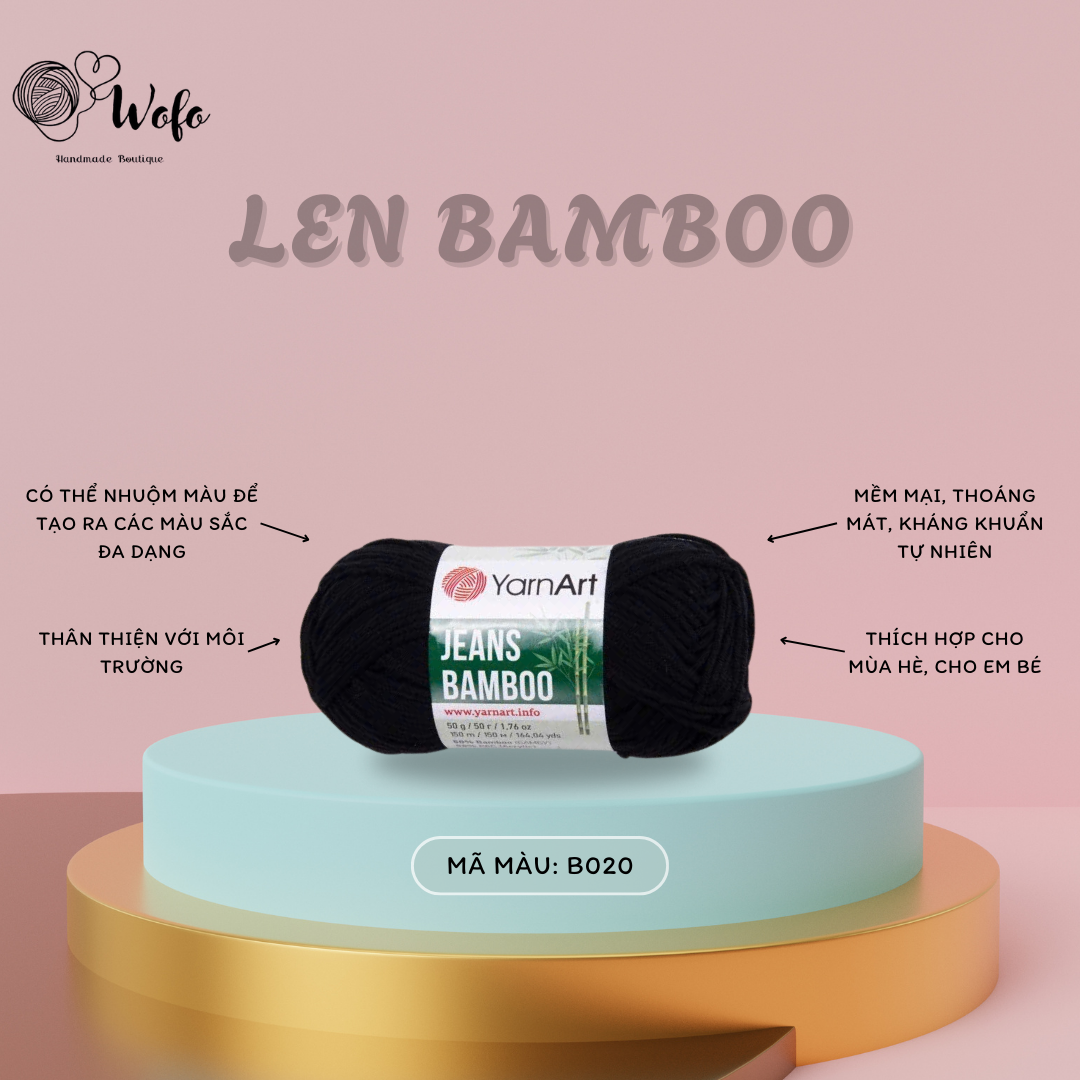 Wofo
Handmade Boutique
LEN BAMBOO
CÓ THỂ NHUỘM MÀU ĐỂ
TẠO RA CÁC MÀU SẮC
ĐA DẠNG
MỀM MẠI, THOÁNG
MÁT, KHÁNG KHUẨN
TỰ NHIÊN
THÂN THIỆN VỚI MÔI
TRƯỜNG
THÍCH HỢP CHO
MÙA HÈ, CHO EM BÉ
YarnArt
JEANS
BAMBOO
www.yarnart.info
50 g / 50 г / 1,76 oz
150 m / 150 м / 164,04 yds
MÃ MÀU: B020